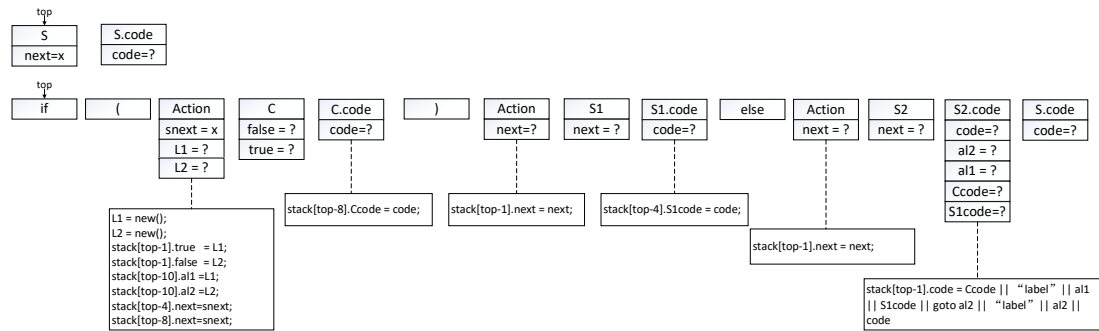 top
S S.code
next=x code=?
top
if ( Action C C.code ) Action S1 S1.code else Action S2 S2.code S.code
snext = x false = ? code=? next=? next = ? code=? next = ? next = ? code=? code=?
L1 = ? true = ? al2 = ?
L2 = ? al1 = ?
Ccode=?
S1code=?
L1 = new();
L2 = new();
stack[top-1].true = L1;
stack[top-1].false = L2;
stack[top-10].al1 =L1;
stack[top-10].al2 =L2;
stack[top-4].next=snext;
stack[top-8].next=snext;
stack[top-8].Ccode = code;
stack[top-1].next = next;
stack[top-4].S1code = code;
stack[top-1].next = next;
stack[top-1].code = Ccode || “label” || al1
|| S1code || goto al2 || “label” || al2 ||
code